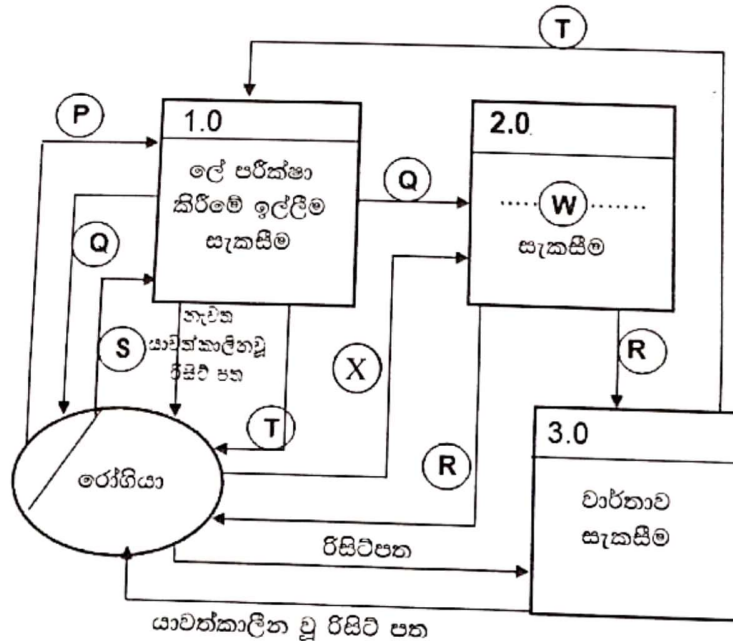 T
P
1.0
ලේ පරීක්ෂා
කිරීමේ ඉල්ලීම
සැකසීම
Q
2.0
W
සැකසීම
Q
S
නැවත
යාවත්කාලීනවූ
රිසිට් පත
X
R
T
R
3.0
වාර්තාව
සැකසීම
රෝගියා
රිසිට්පත
යාවත්කාලීන වූ රිසිට් පත